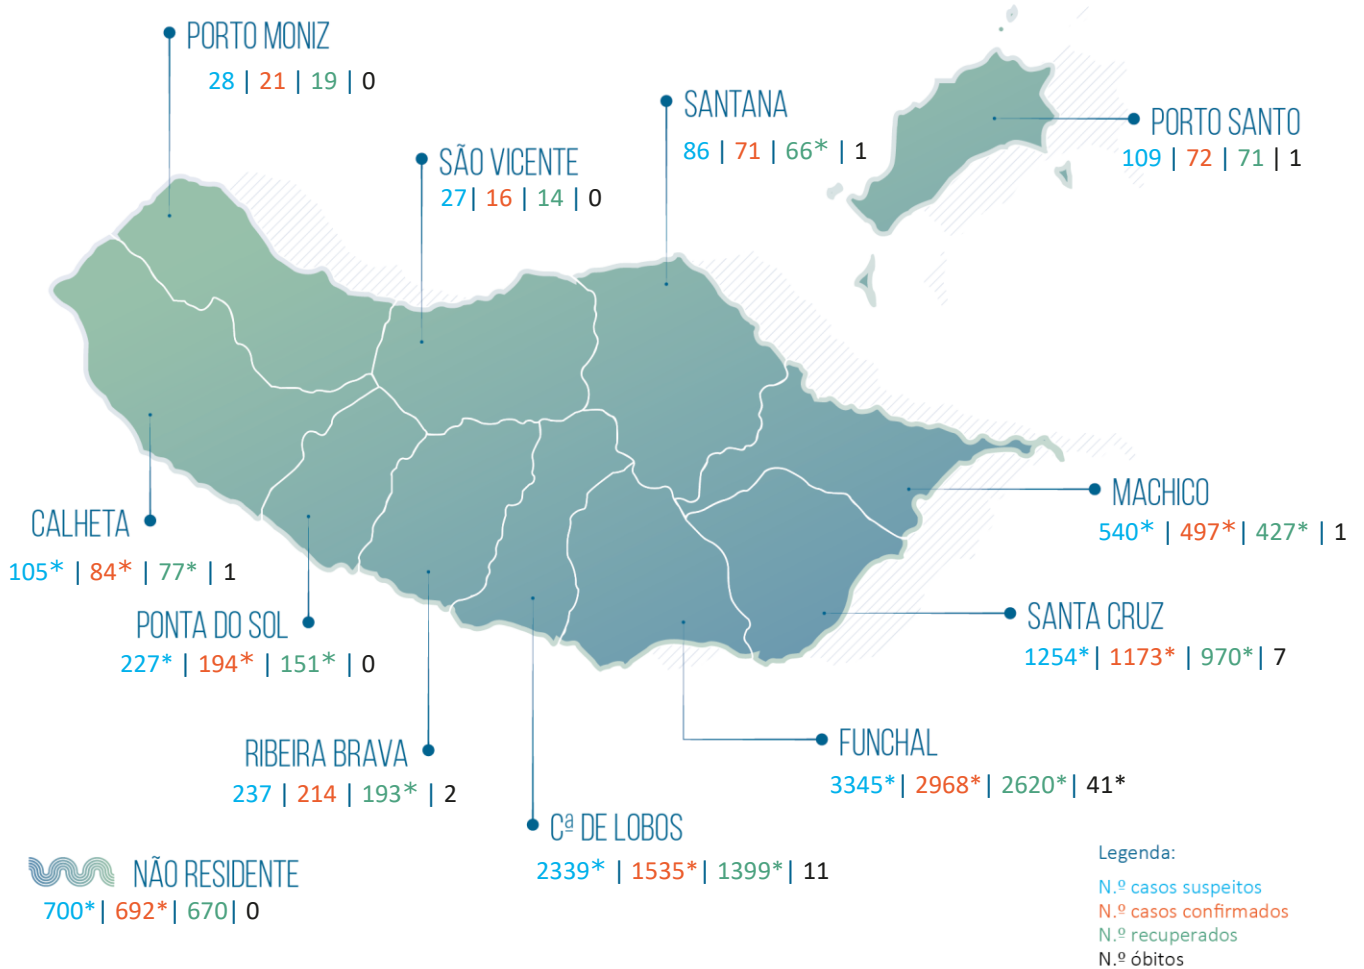 PORTO MONIZ
28 | 21 | 19 | 0
SANTANA
86 | 71 | 66* | 1
PORTO SANTO
109 | 72 | 71 | 1
SÃO VICENTE
27| 16 | 14 | 0
MACHICO
540* | 497*| 427* | 1
CALHETA
105* | 84* | 77* | 1
PONTA DO SOL
227* | 194* | 151* | 0
SANTA CRUZ
1254*| 1173* | 970*| 7
RIBEIRA BRAVA
237 | 214 | 193* | 2
FUNCHAL
3345*| 2968*| 2620*| 41*
Cª DE LOBOS
2339* | 1535*| 1399*| 11
NÃO RESIDENTE
700*| 692*| 670| 0
Legenda:
N.º casos suspeitos
N.º casos confirmados
N.º recuperados
N.º óbitos